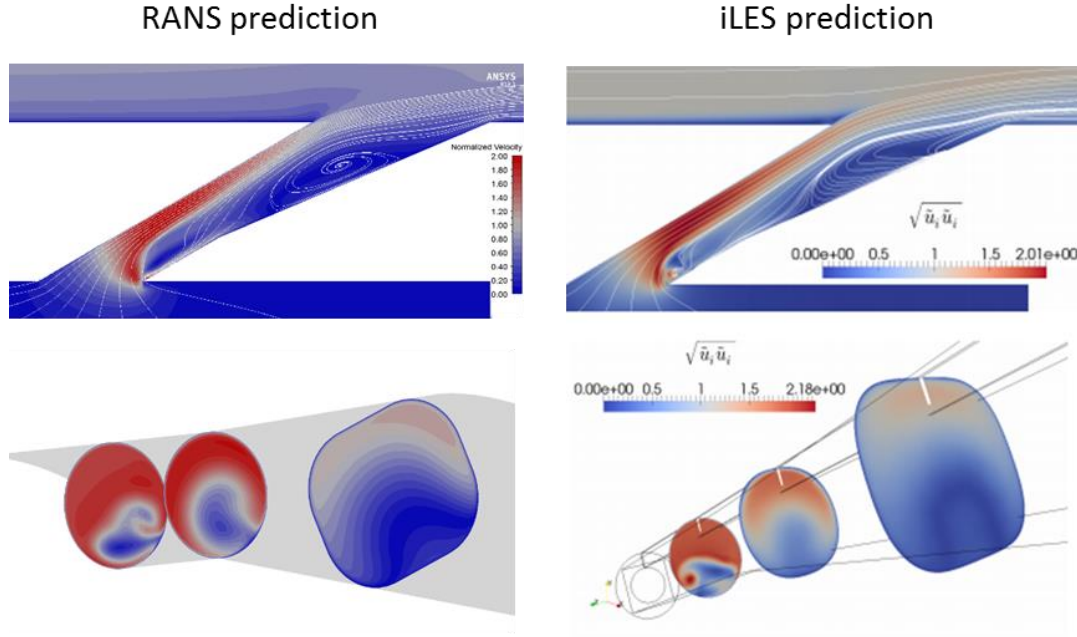 RANS prediction
iLES prediction
ANSYS
Normalized Velocity
2.00
1.80
1.60
1.40
1.20
1.00
0.80
0.60
0.40
0.20
0.00
√ũᵢũᵢ
0.00e+00 0.5 1 1.5 2.01e+00
√ũᵢũᵢ
0.00e+00 0.5 1 1.5 2.18e+00